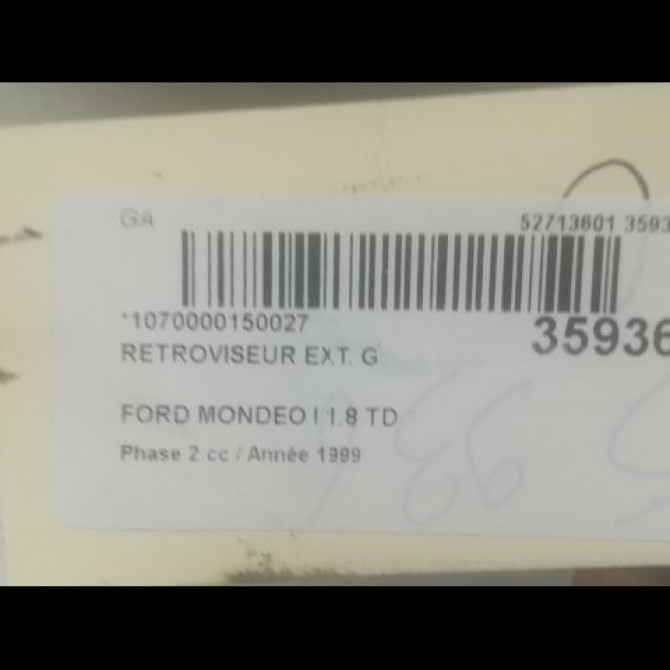 GA
52713601 3593
*1070000150027
35936
RETROVISEUR EXT. G
FORD MONDEO I 1.8 TD
Phase 2 cc / Année 1999